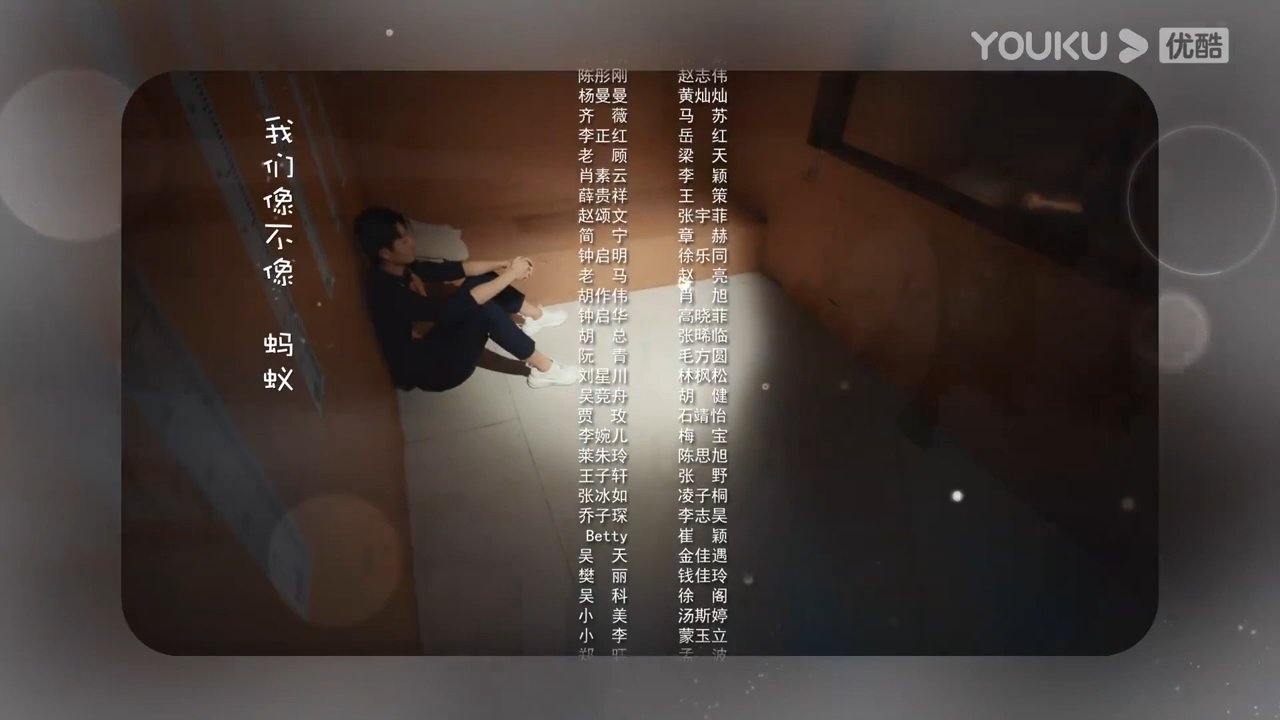 YOUKU 优酷
我们像不像 蚂蚁
陈彤刚 赵志伟
杨曼曼 黄灿灿
齐 薇 马 苏
李正红 岳 红
老 顾 梁 天
肖素云 李 颖
薛贵祥 王 策
赵颂文 张宇菲
简 宁 章 赫
钟启明 徐乐同
老 马 赵 亮
胡作伟 肖 旭
钟启华 高晓菲
胡 总 张晞临
阮 青 毛方圆
刘星川 林枫松
吴竞舟 胡 健
贾 玫 石靖怡
李婉儿 梅 宝
莱朱玲 陈思旭
王子轩 张 野
张冰如 凌子桐
乔子琛 李志昊
Betty 崔 颖
吴 天 金佳遇
樊 丽 钱佳玲
吴 科 徐 阁
小 美 汤斯婷
小 李 蒙玉立
郑 旺 孟 波